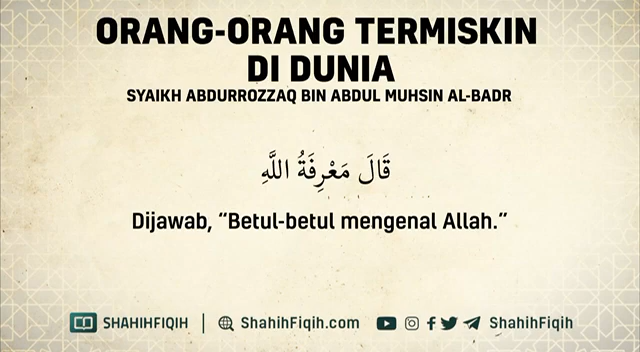 ORANG-ORANG TERMISKIN
DI DUNIA
SYAIKH ABDURROZZAQ BIN ABDUL MUHSIN AL-BADR
قَالَ مَعْرِفَةُ اللَّهِ
Dijawab, “Betul-betul mengenal Allah.”
SHAHIHFIQIH | ShahihFiqih.com ShahihFiqih